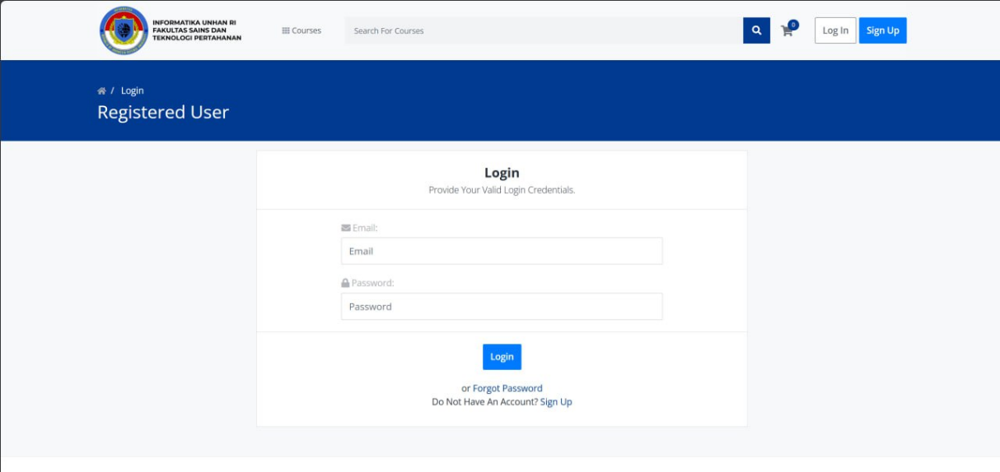 INFORMATIKA UNHAN RI
FAKULTAS SAINS DAN
TEKNOLOGI PERTAHANAN
Courses
Search For Courses
0
Log In
Sign Up
/ Login
Registered User
Login
Provide Your Valid Login Credentials.
Email:
Email
Password:
Password
Login
or Forgot Password
Do Not Have An Account? Sign Up